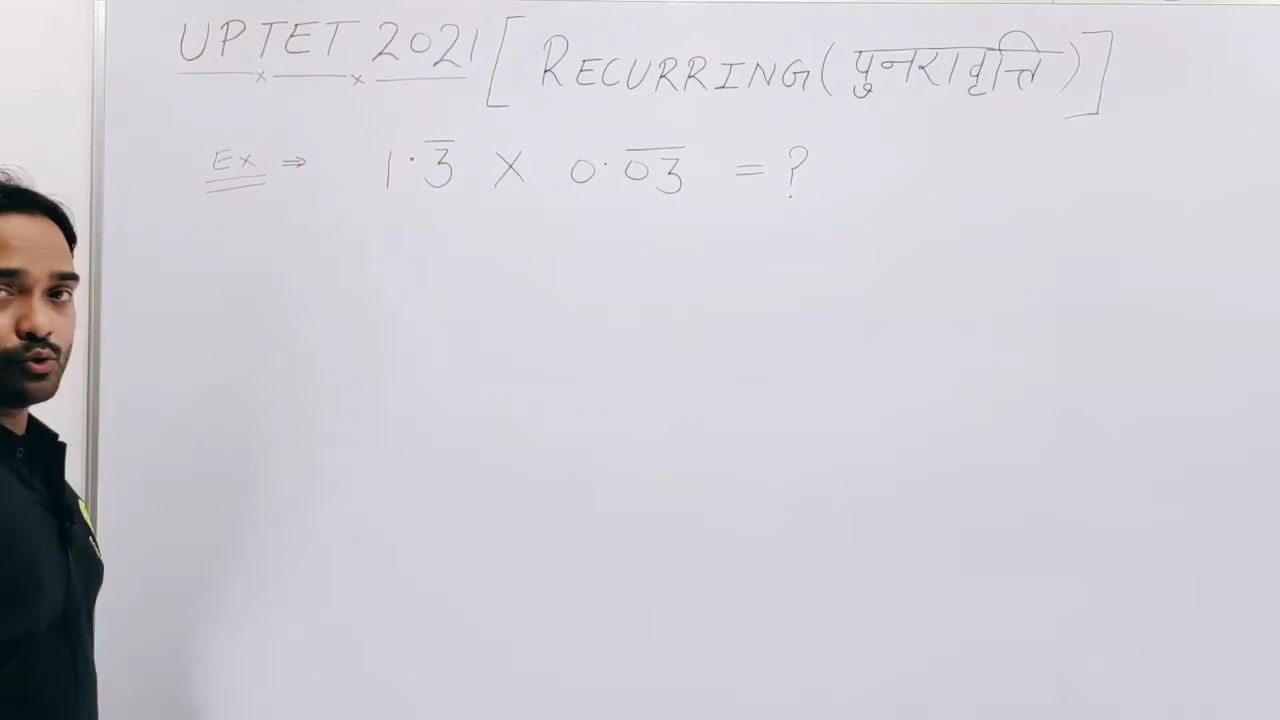 UPTET 2021 [ RECURRING (पुनरावृत्ति) ]
Ex ⇒ 1.3̅ X 0.0̅3̅ = ?